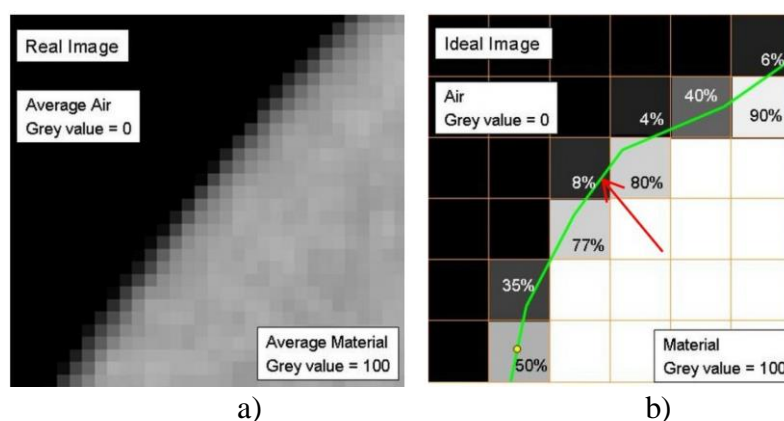 Real Image
Average Air
Grey value = 0
Average Material
Grey value = 100
a)
Ideal Image
Air
Grey value = 0
6%
40%
4%
90%
8%
80%
77%
35%
50%
Material
Grey value = 100
b)